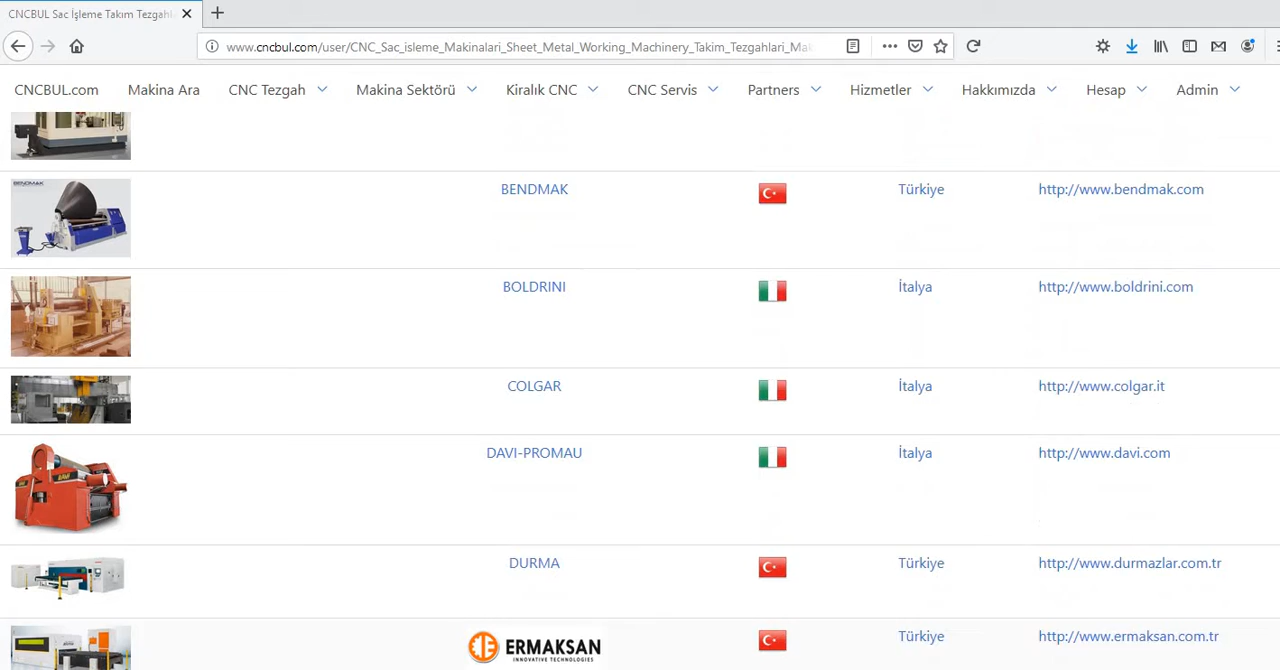 CNCBUL Sac İşleme Takım Tezgahl
www.cncbul.com/user/CNC_Sac_isleme_Makinalari_Sheet_Metal_Working_Machinery_Takim_Tezgahlari_Mak
CNCBUL.com Makina Ara CNC Tezgah Makina Sektörü Kiralık CNC CNC Servis Partners Hizmetler Hakkımızda Hesap Admin
BENDMAK
BENDMAK Türkiye http://www.bendmak.com
BOLDRINI İtalya http://www.boldrini.com
COLGAR İtalya http://www.colgar.it
DAVI-PROMAU İtalya http://www.davi.com
DURMA Türkiye http://www.durmazlar.com.tr
ERMAKSAN Türkiye http://www.ermaksan.com.tr
INNOVATIVE TECHNOLOGIES